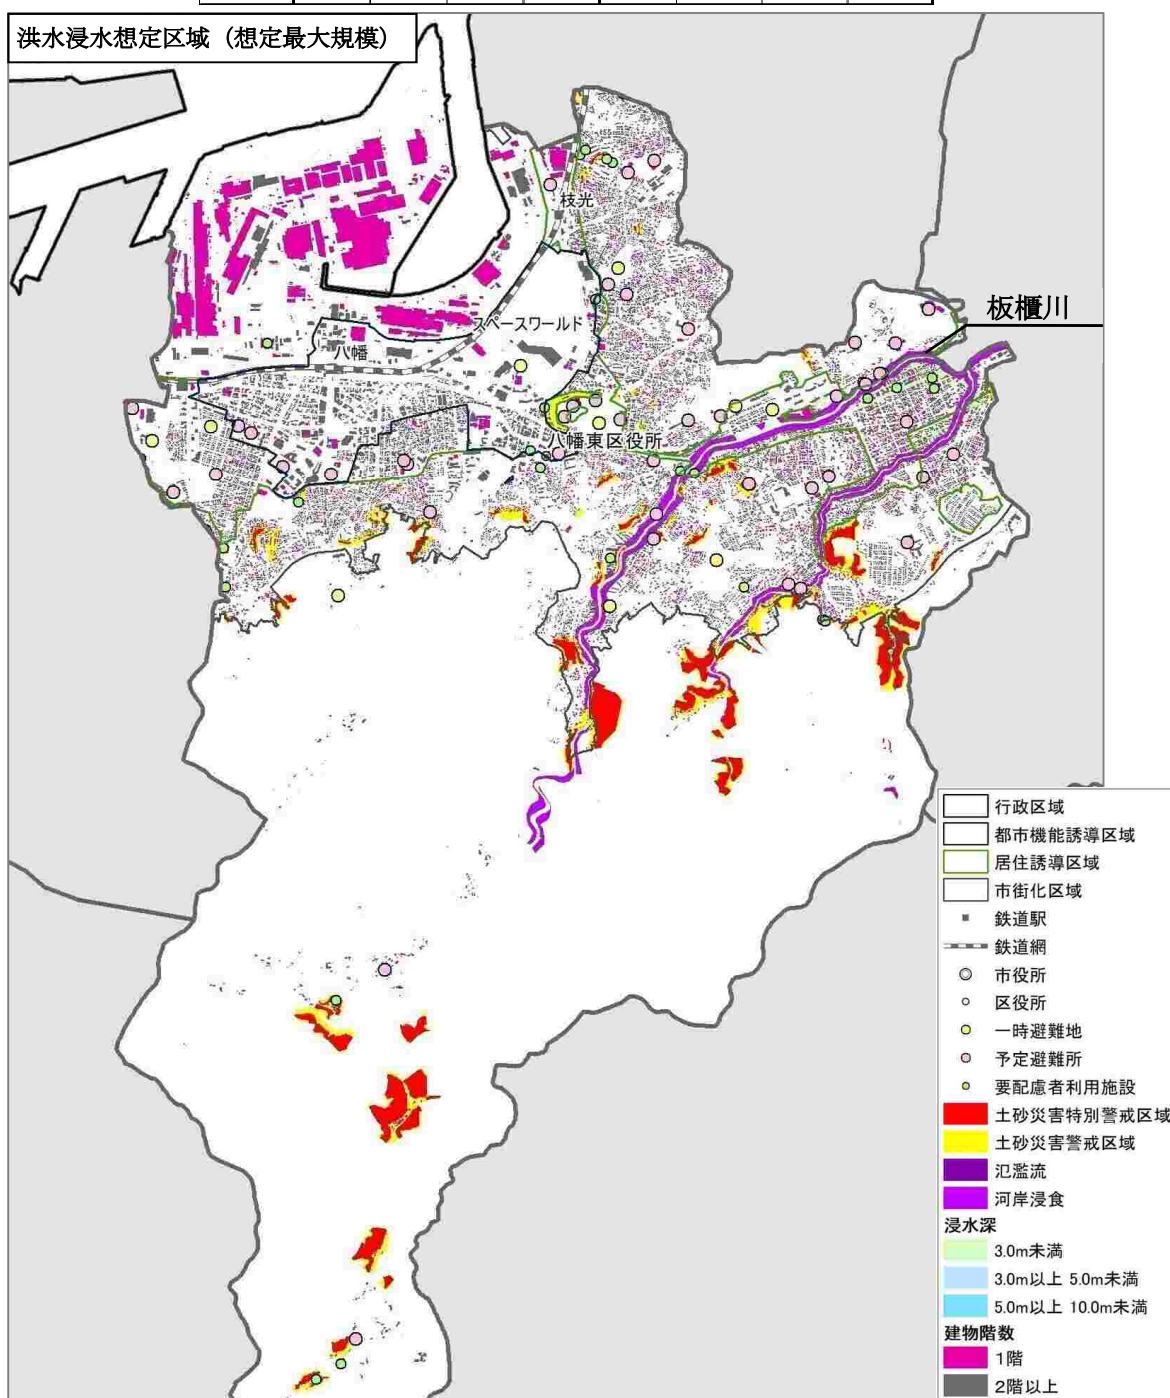 洪水浸水想定区域（想定最大規模）
枝光
板櫃川
スペースワールド
八幡
八幡東区役所
行政区域
都市機能誘導区域
居住誘導区域
市街化区域
鉄道駅
鉄道網
市役所
区役所
一時避難地
予定避難所
要配慮者利用施設
土砂災害特別警戒区域
土砂災害警戒区域
氾濫流
河岸浸食
浸水深
3.0m未満
3.0m以上 5.0m未満
5.0m以上 10.0m未満
建物階数
1階
2階以上